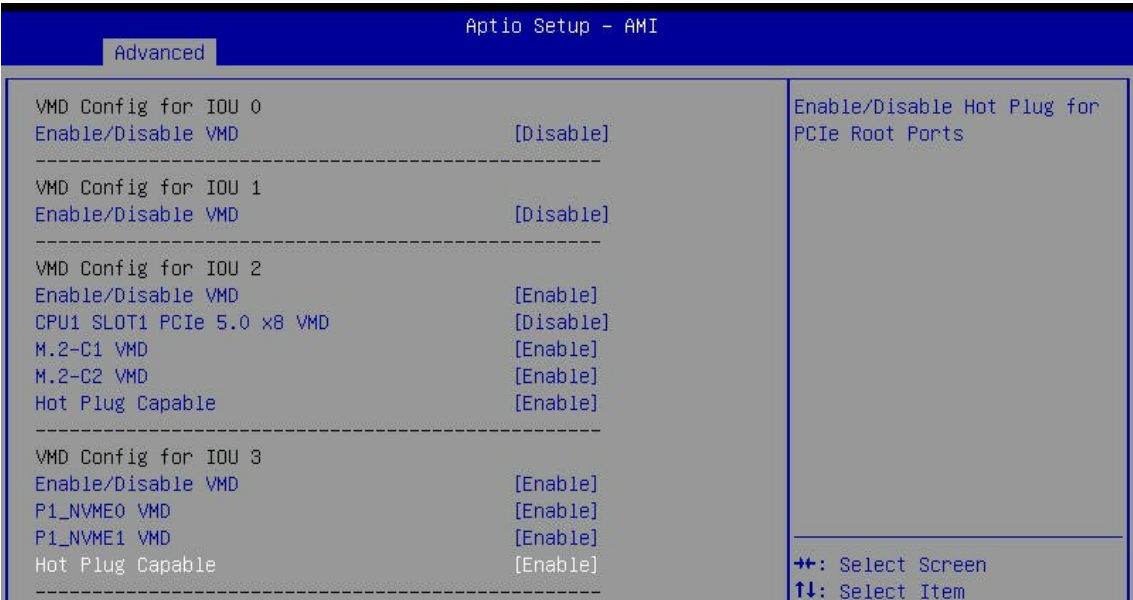 Aptio Setup - AMI
Advanced
VMD Config for IOU 0
Enable/Disable VMD [Disable]
--------------------------------------------------
VMD Config for IOU 1
Enable/Disable VMD [Disable]
--------------------------------------------------
VMD Config for IOU 2
Enable/Disable VMD [Enable]
CPU1 SLOT1 PCIe 5.0 x8 VMD [Disable]
M.2-C1 VMD [Enable]
M.2-C2 VMD [Enable]
Hot Plug Capable [Enable]
--------------------------------------------------
VMD Config for IOU 3
Enable/Disable VMD [Enable]
P1_NVME0 VMD [Enable]
P1_NVME1 VMD [Enable]
Hot Plug Capable [Enable]
--------------------------------------------------
Enable/Disable Hot Plug for
PCIe Root Ports
→←: Select Screen
↑↓: Select Item